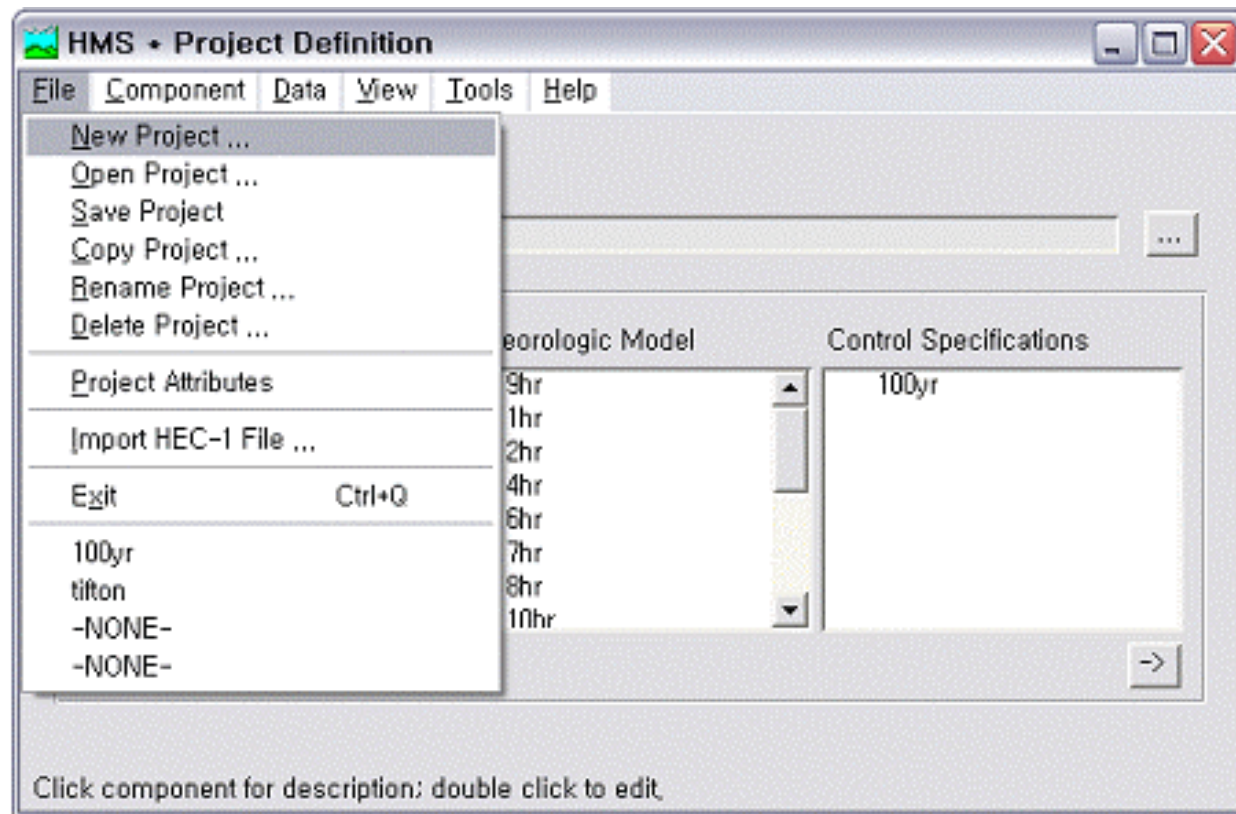 HMS • Project Definition
File Component Data View Tools Help
New Project ...
Open Project ...
Save Project
Copy Project ...
Rename Project ...
Delete Project ...
Project Attributes
Import HEC-1 File ...
Exit Ctrl+Q
100yr
tifton
-NONE-
-NONE-
...
eorologic Model
9hr
1hr
2hr
4hr
6hr
7hr
8hr
10hr
Control Specifications
100yr
->
Click component for description; double click to edit.